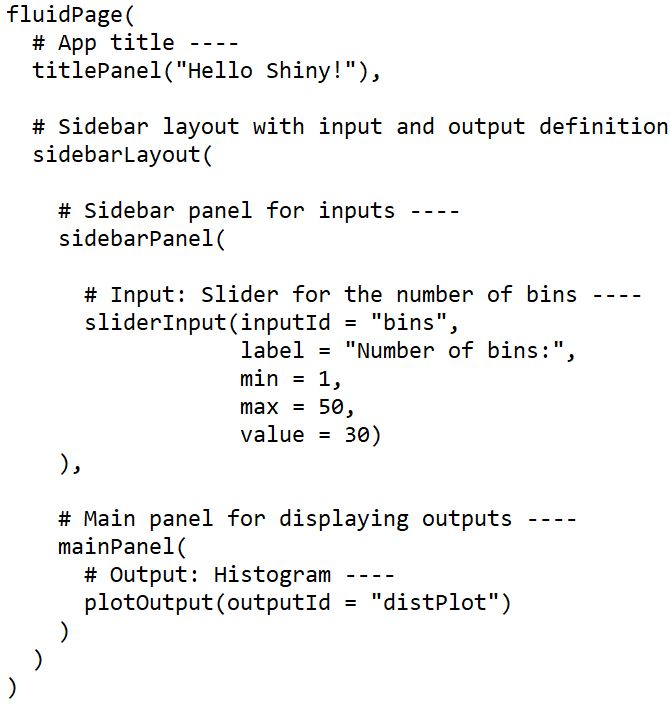 fluidPage(
  # App title ----
  titlePanel("Hello Shiny!"),

  # Sidebar layout with input and output definition
  sidebarLayout(

    # Sidebar panel for inputs ----
    sidebarPanel(

      # Input: Slider for the number of bins ----
      sliderInput(inputId = "bins",
                  label = "Number of bins:",
                  min = 1,
                  max = 50,
                  value = 30)
    ),

    # Main panel for displaying outputs ----
    mainPanel(
      # Output: Histogram ----
      plotOutput(outputId = "distPlot")
    )
  )
)